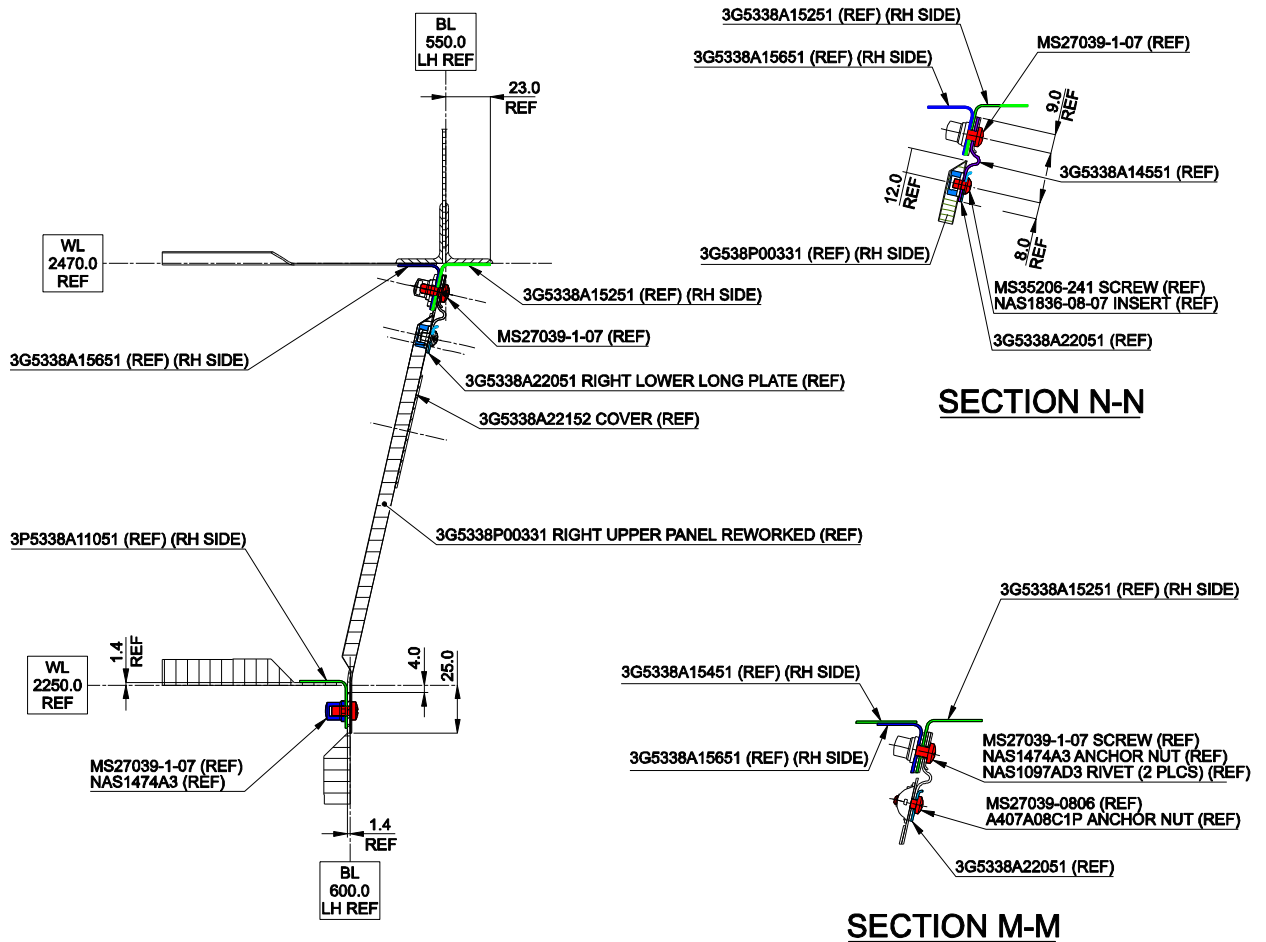 BL
550.0
LH REF
23.0
REF
WL
2470.0
REF
3G5338A15251 (REF) (RH SIDE)
MS27039-1-07 (REF)
3G5338A15651 (REF) (RH SIDE)
3G5338A22051 RIGHT LOWER LONG PLATE (REF)
3G5338A22152 COVER (REF)
3G5338P00331 RIGHT UPPER PANEL REWORKED (REF)
3P5338A11051 (REF) (RH SIDE)
1.4
REF
4.0
25.0
WL
2250.0
REF
MS27039-1-07 (REF)
NAS1474A3 (REF)
1.4
REF
BL
600.0
LH REF
3G5338A15251 (REF) (RH SIDE)
MS27039-1-07 (REF)
3G5338A15651 (REF) (RH SIDE)
9.0
REF
3G5338A14551 (REF)
12.0
REF
8.0
REF
3G538P00331 (REF) (RH SIDE)
MS35206-241 SCREW (REF)
NAS1836-08-07 INSERT (REF)
3G5338A22051 (REF)
SECTION N-N
3G5338A15251 (REF) (RH SIDE)
3G5338A15451 (REF) (RH SIDE)
3G5338A15651 (REF) (RH SIDE)
MS27039-1-07 SCREW (REF)
NAS1474A3 ANCHOR NUT (REF)
NAS1097AD3 RIVET (2 PLCS) (REF)
MS27039-0806 (REF)
A407A08C1P ANCHOR NUT (REF)
3G5338A22051 (REF)
SECTION M-M